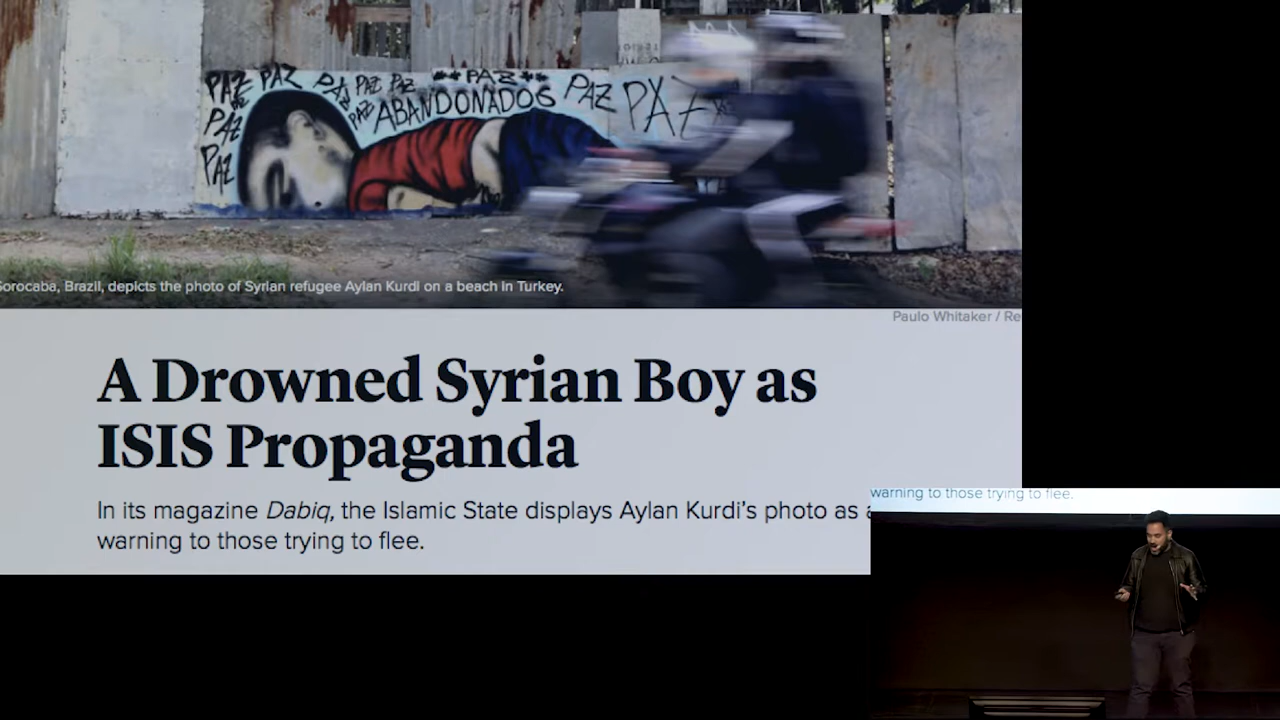 PAZ PAZ PAZ PAZ PAZ **PAZ**
PAZ ABANDONADOS PAZ PAZ
PAZ
PAZ
Sorocaba, Brazil, depicts the photo of Syrian refugee Aylan Kurdi on a beach in Turkey.
Paulo Whitaker / Re
A Drowned Syrian Boy as
ISIS Propaganda
In its magazine Dabiq, the Islamic State displays Aylan Kurdi's photo as
warning to those trying to flee.
warning to those trying to flee.